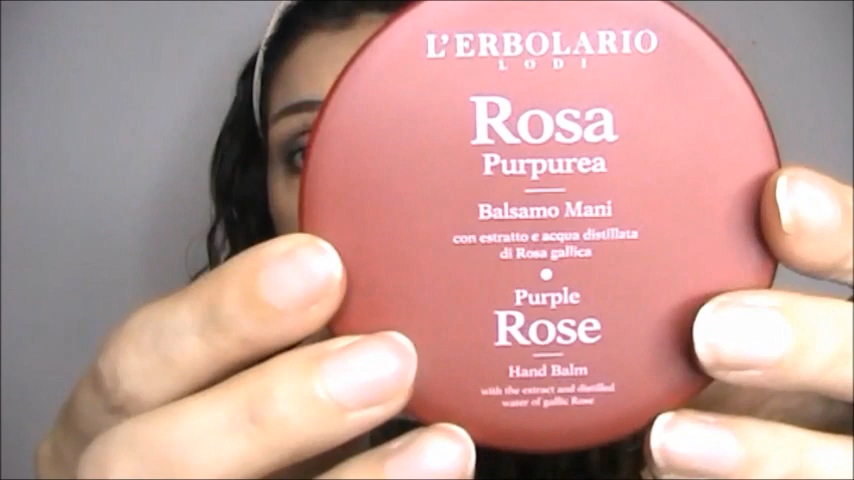 L'ERBOLARIO
LODI
Rosa
Purpurea
Balsamo Mani
con estratto e acqua distillata
di Rosa gallica
Purple
Rose
Hand Balm
with the extract and distilled
water of gallic Rose